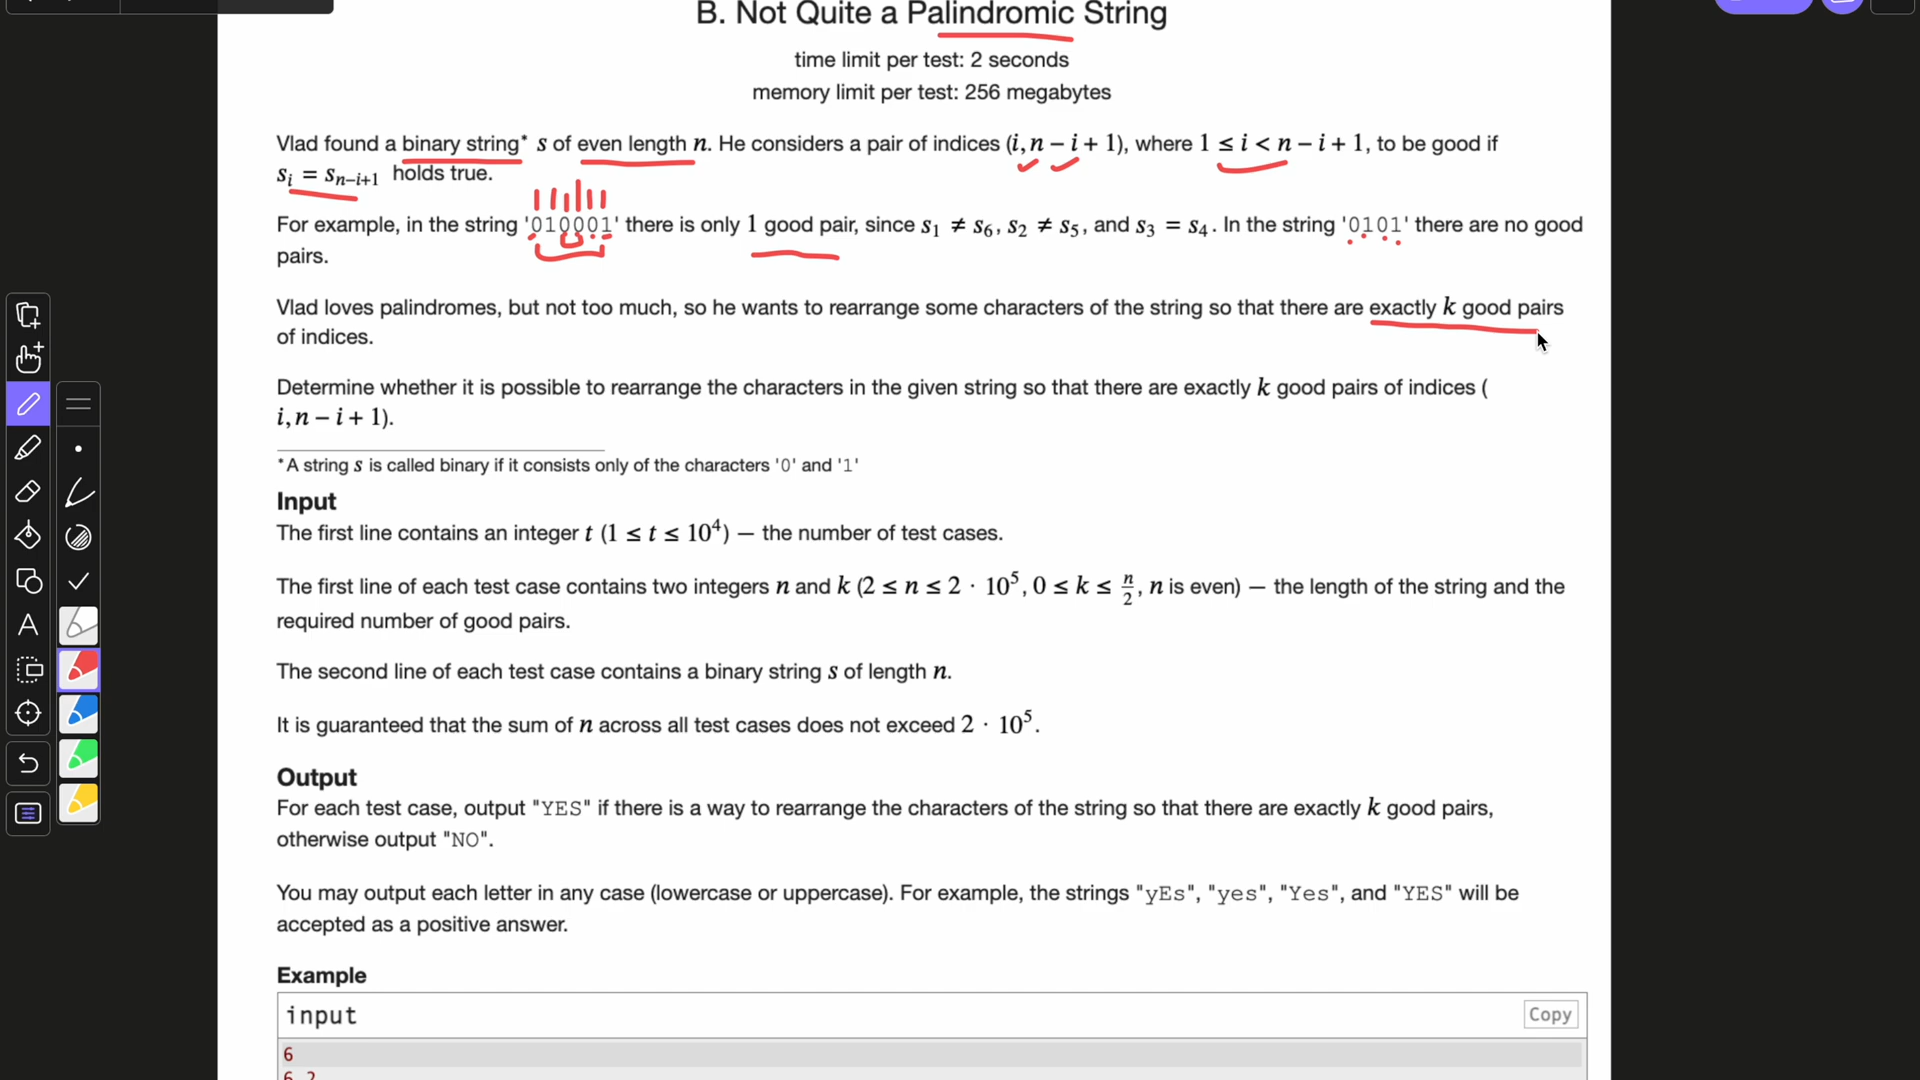 B. Not Quite a Palindromic String
time limit per test: 2 seconds
memory limit per test: 256 megabytes
Vlad found a binary string* s of even length n. He considers a pair of indices (i, n − i + 1), where 1 ≤ i < n − i + 1, to be good if
sᵢ = sₙ₋ᵢ₊₁ holds true.
For example, in the string '010001' there is only 1 good pair, since s₁ ≠ s₆, s₂ ≠ s₅, and s₃ = s₄. In the string '0101' there are no good
pairs.
Vlad loves palindromes, but not too much, so he wants to rearrange some characters of the string so that there are exactly k good pairs
of indices.
Determine whether it is possible to rearrange the characters in the given string so that there are exactly k good pairs of indices (
i, n − i + 1).
*A string s is called binary if it consists only of the characters '0' and '1'
Input
The first line contains an integer t (1 ≤ t ≤ 10⁴) — the number of test cases.
The first line of each test case contains two integers n and k (2 ≤ n ≤ 2 · 10⁵, 0 ≤ k ≤ n/2, n is even) — the length of the string and the
required number of good pairs.
The second line of each test case contains a binary string s of length n.
It is guaranteed that the sum of n across all test cases does not exceed 2 · 10⁵.
Output
For each test case, output "YES" if there is a way to rearrange the characters of the string so that there are exactly k good pairs,
otherwise output "NO".
You may output each letter in any case (lowercase or uppercase). For example, the strings "yEs", "yes", "Yes", and "YES" will be
accepted as a positive answer.
Example
input
Copy
6
6 2
A